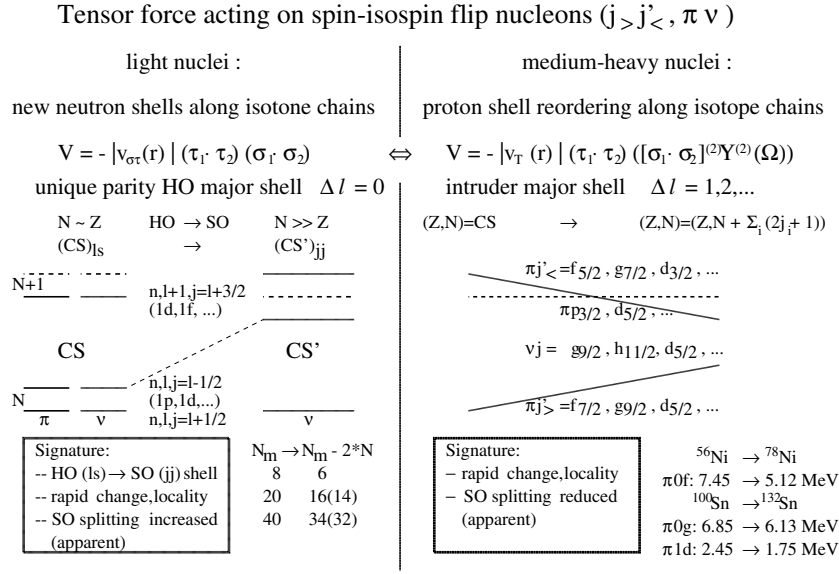 Tensor force acting on spin-isospin flip nucleons (j > j'<, π ν )
light nuclei :
new neutron shells along isotone chains
V = - |vστ(r) | (τ1· τ2) (σ1· σ2)
unique parity HO major shell Δ l = 0
N ~ Z HO → SO N >> Z
(CS)ls → (CS')jj
N+1
n,l+1,j=l+3/2
(1d,1f, ...)
CS
CS'
n,l,j=l-1/2
N
(1p,1d,...)
n,l,j=l+1/2
π ν
ν
Signature:
-- HO (ls) → SO (jj) shell
-- rapid change,locality
-- SO splitting increased
(apparent)
Nm → Nm - 2*N
8 6
20 16(14)
40 34(32)
⇔
medium-heavy nuclei :
proton shell reordering along isotope chains
V = - |vT (r) | (τ1· τ2) ([σ1· σ2](2)Y(2) (Ω))
intruder major shell Δ l = 1,2,...
(Z,N)=CS → (Z,N)=(Z,N + Σi (2ji+ 1))
πj'< =f5/2 , g7/2 , d3/2 , ...
πp3/2 , d5/2 , ...
νj = g9/2 , h11/2, d5/2 , ...
πj'> =f7/2 , g9/2 , d5/2 , ...
Signature:
– rapid change,locality
– SO splitting reduced
(apparent)
56Ni → 78Ni
π0f: 7.45 → 5.12 MeV
100Sn →132Sn
π0g: 6.85 → 6.13 MeV
π1d: 2.45 → 1.75 MeV